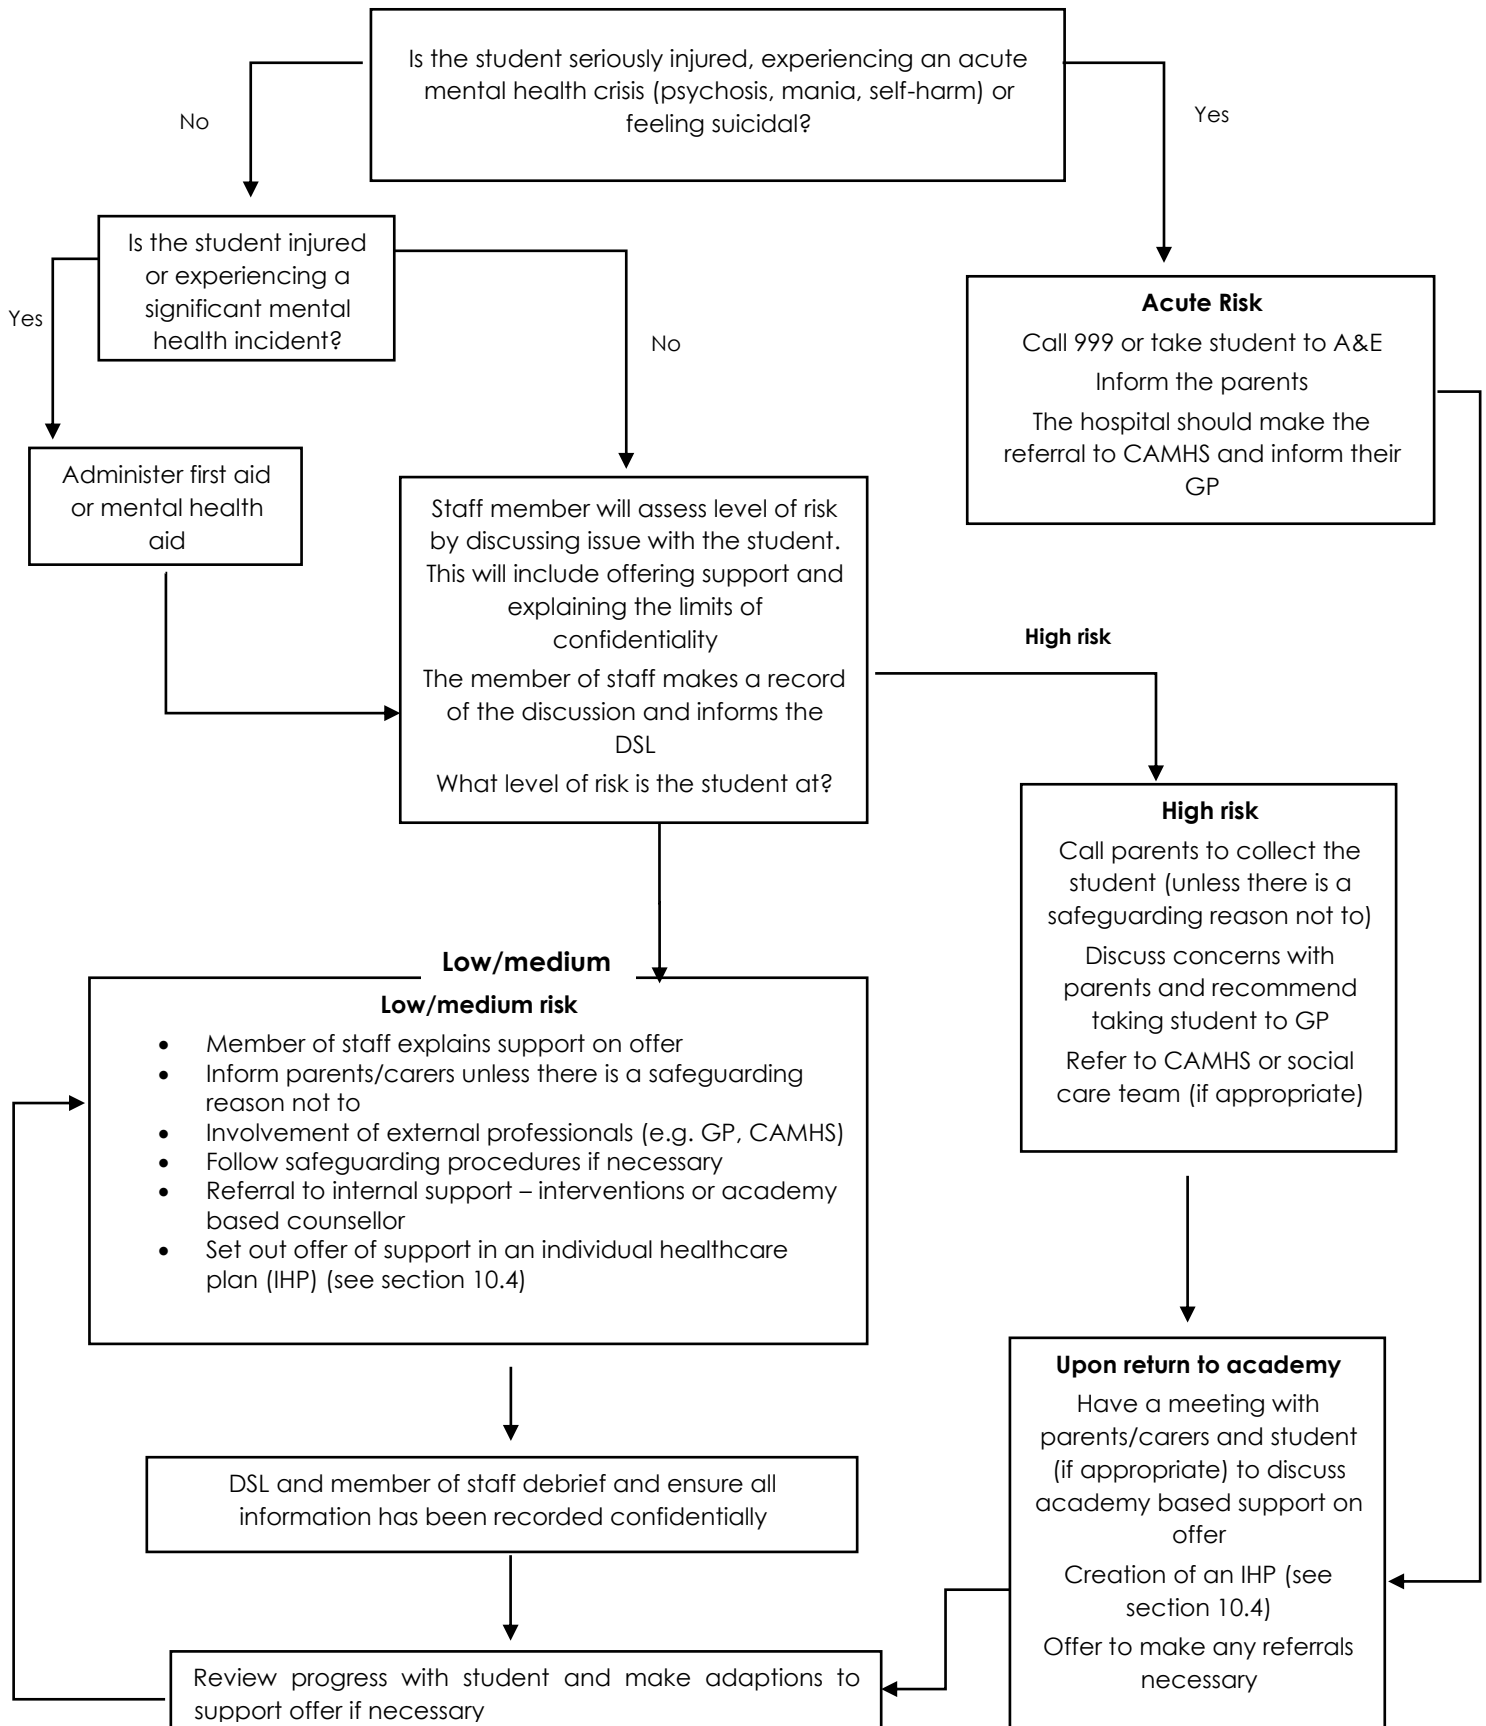 Is the student seriously injured, experiencing an acute
mental health crisis (psychosis, mania, self-harm) or
feeling suicidal?
No
Yes
Is the student injured
or experiencing a
significant mental
health incident?
Yes
No
Acute Risk
Call 999 or take student to A&E
Inform the parents
The hospital should make the
referral to CAMHS and inform their
GP
Administer first aid
or mental health
aid
Staff member will assess level of risk
by discussing issue with the student.
This will include offering support and
explaining the limits of
confidentiality
The member of staff makes a record
of the discussion and informs the
DSL
What level of risk is the student at?
High risk
High risk
Call parents to collect the
student (unless there is a
safeguarding reason not to)
Discuss concerns with
parents and recommend
taking student to GP
Refer to CAMHS or social
care team (if appropriate)
Low/medium
Low/medium risk
• Member of staff explains support on offer
• Inform parents/carers unless there is a safeguarding
reason not to
• Involvement of external professionals (e.g. GP, CAMHS)
• Follow safeguarding procedures if necessary
• Referral to internal support – interventions or academy
based counsellor
• Set out offer of support in an individual healthcare
plan (IHP) (see section 10.4)
Upon return to academy
Have a meeting with
parents/carers and student
(if appropriate) to discuss
academy based support on
offer
Creation of an IHP (see
section 10.4)
Offer to make any referrals
necessary
DSL and member of staff debrief and ensure all
information has been recorded confidentially
Review progress with student and make adaptions to
support offer if necessary